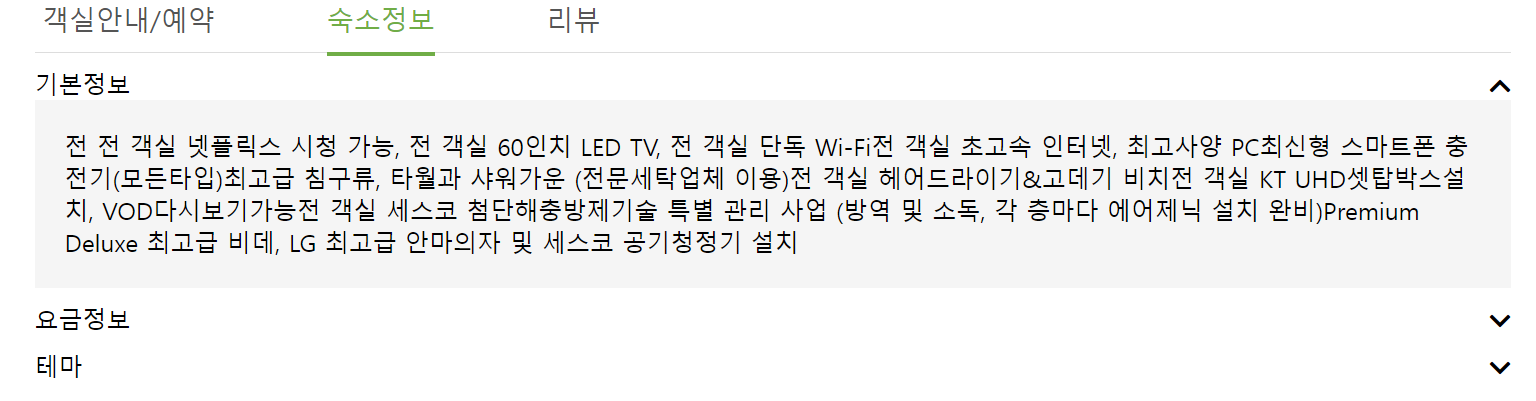 객실안내/예약 숙소정보 리뷰
기본정보
전 전 객실 넷플릭스 시청 가능, 전 객실 60인치 LED TV, 전 객실 단독 Wi-Fi전 객실 초고속 인터넷, 최고사양 PC최신형 스마트폰 충
전기(모든타입)최고급 침구류, 타월과 샤워가운 (전문세탁업체 이용)전 객실 헤어드라이기&고데기 비치전 객실 KT UHD셋탑박스설
치, VOD다시보기가능전 객실 세스코 첨단해충방제기술 특별 관리 사업 (방역 및 소독, 각 층마다 에어제닉 설치 완비)Premium
Deluxe 최고급 비데, LG 최고급 안마의자 및 세스코 공기청정기 설치
요금정보
테마